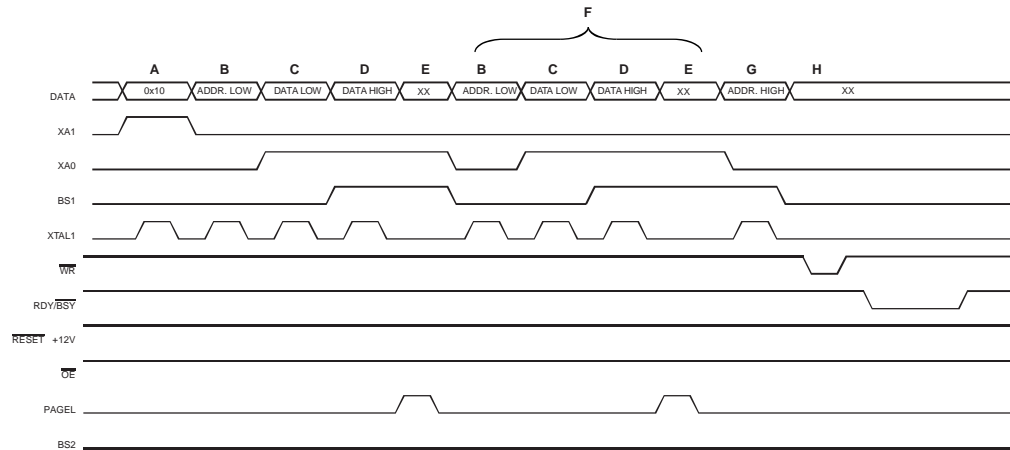 F
A B C D E B C D E G H
DATA 0x10 ADDR. LOW DATA LOW DATA HIGH XX ADDR. LOW DATA LOW DATA HIGH XX ADDR. HIGH XX
XA1
XA0
BS1
XTAL1
WR
RDY/BSY
RESET +12V
OE
PAGEL
BS2